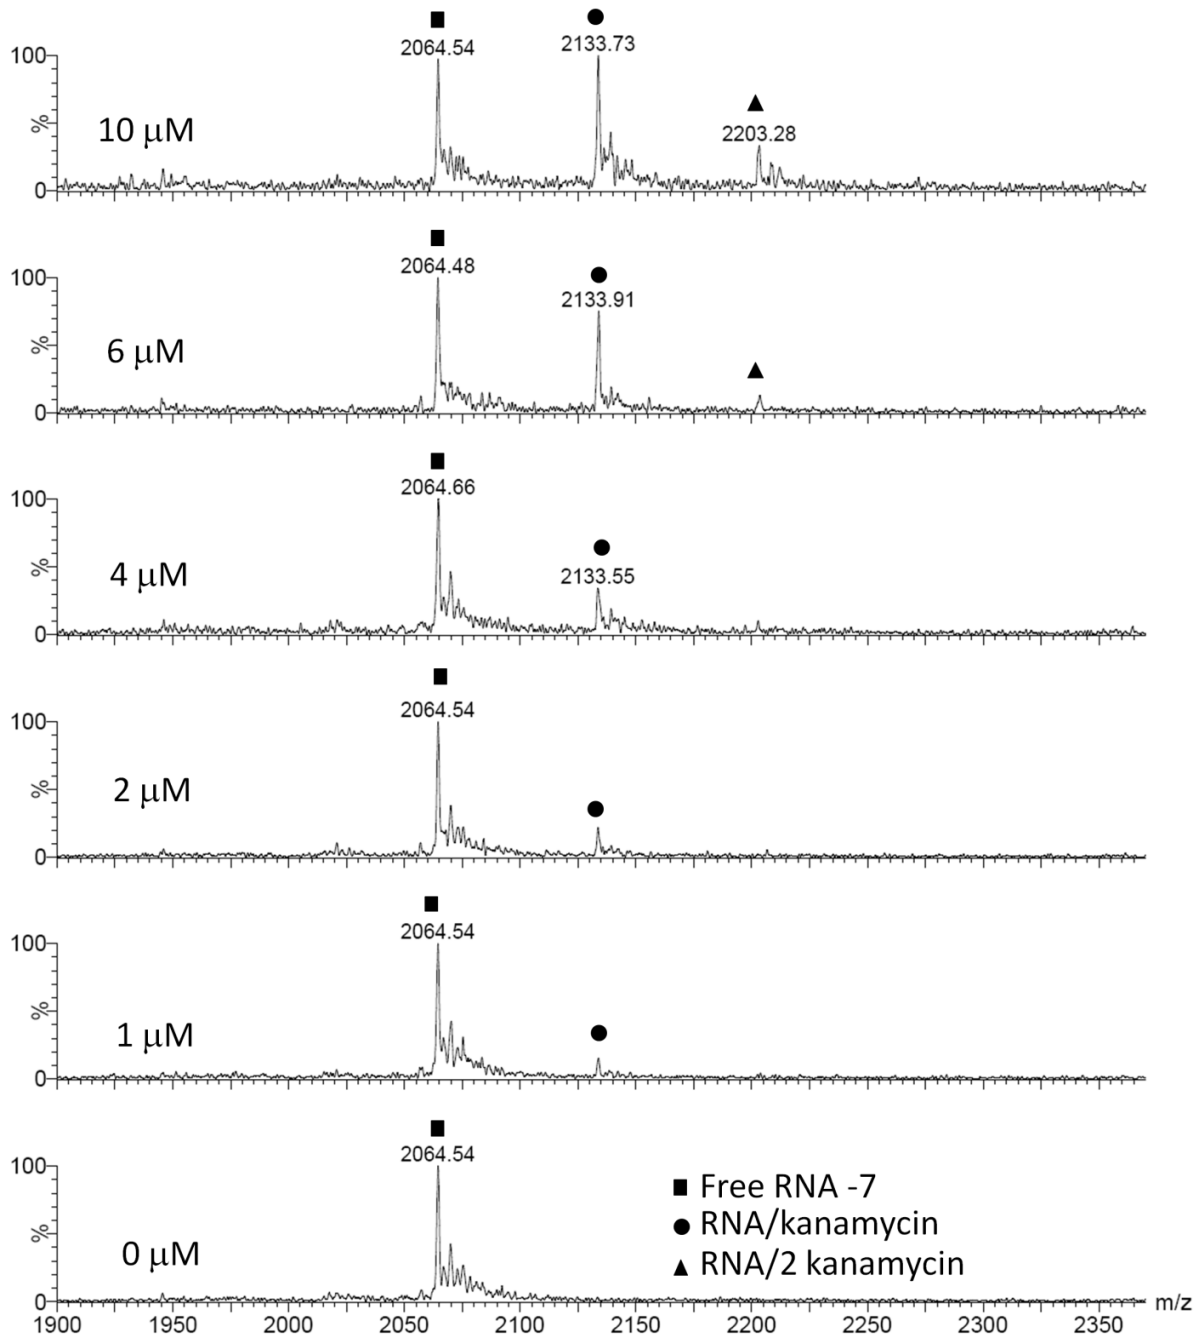 2064.54 2133.73
100
2203.28
%
10 μM
0
2064.48
100
2133.91
%
6 μM
0
2064.66
100
2133.55
%
4 μM
0
2064.54
100
%
2 μM
0
2064.54
100
%
1 μM
0
2064.54
100
Free RNA -7
%
RNA/kanamycin
0 μM
RNA/2 kanamycin
0
m/z
1900 1950 2000 2050 2100 2150 2200 2250 2300 2350